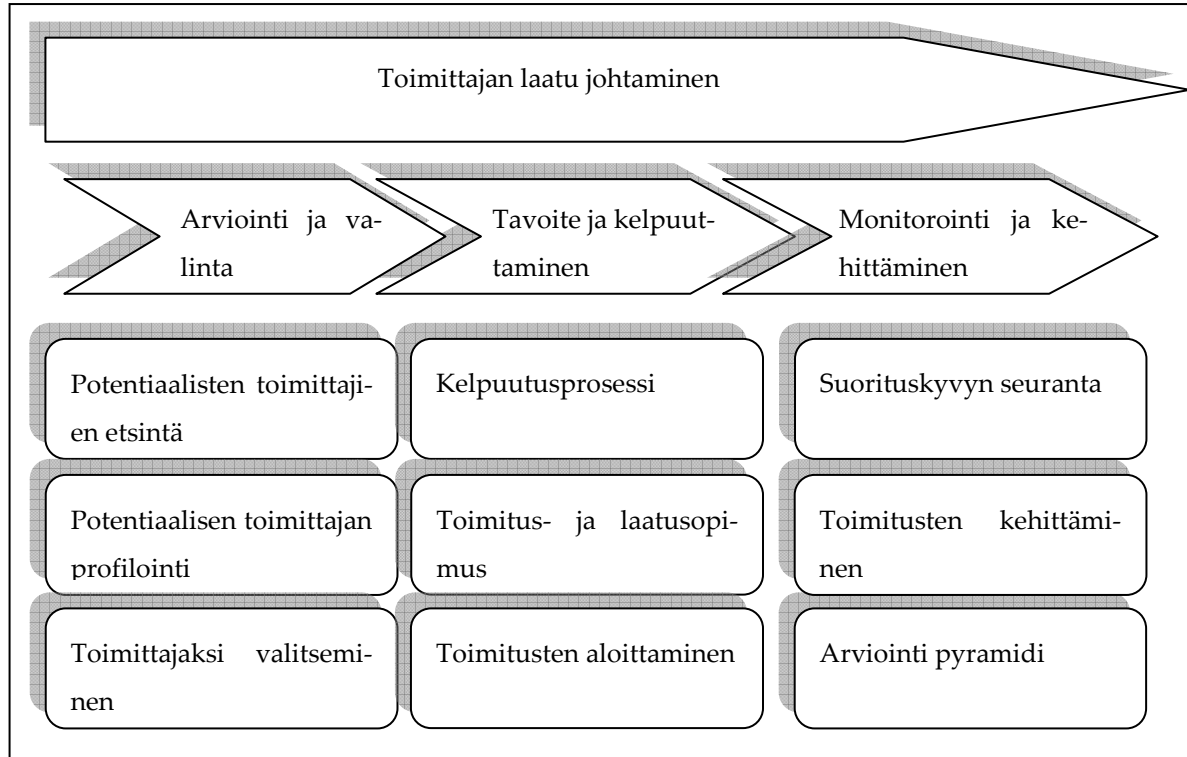 Toimittajan laatu johtaminen
Arviointi ja va-
linta
Tavoite ja kelpuut-
taminen
Monitorointi ja ke-
hittäminen
Potentiaalisten toimittaji-
en etsintä
Kelpuutusprosessi
Suorituskyvyn seuranta
Potentiaalisen toimittajan
profilointi
Toimitus- ja laatusopi-
mus
Toimitusten kehittämi-
nen
Toimittajaksi valitsemi-
nen
Toimitusten aloittaminen
Arviointi pyramidi